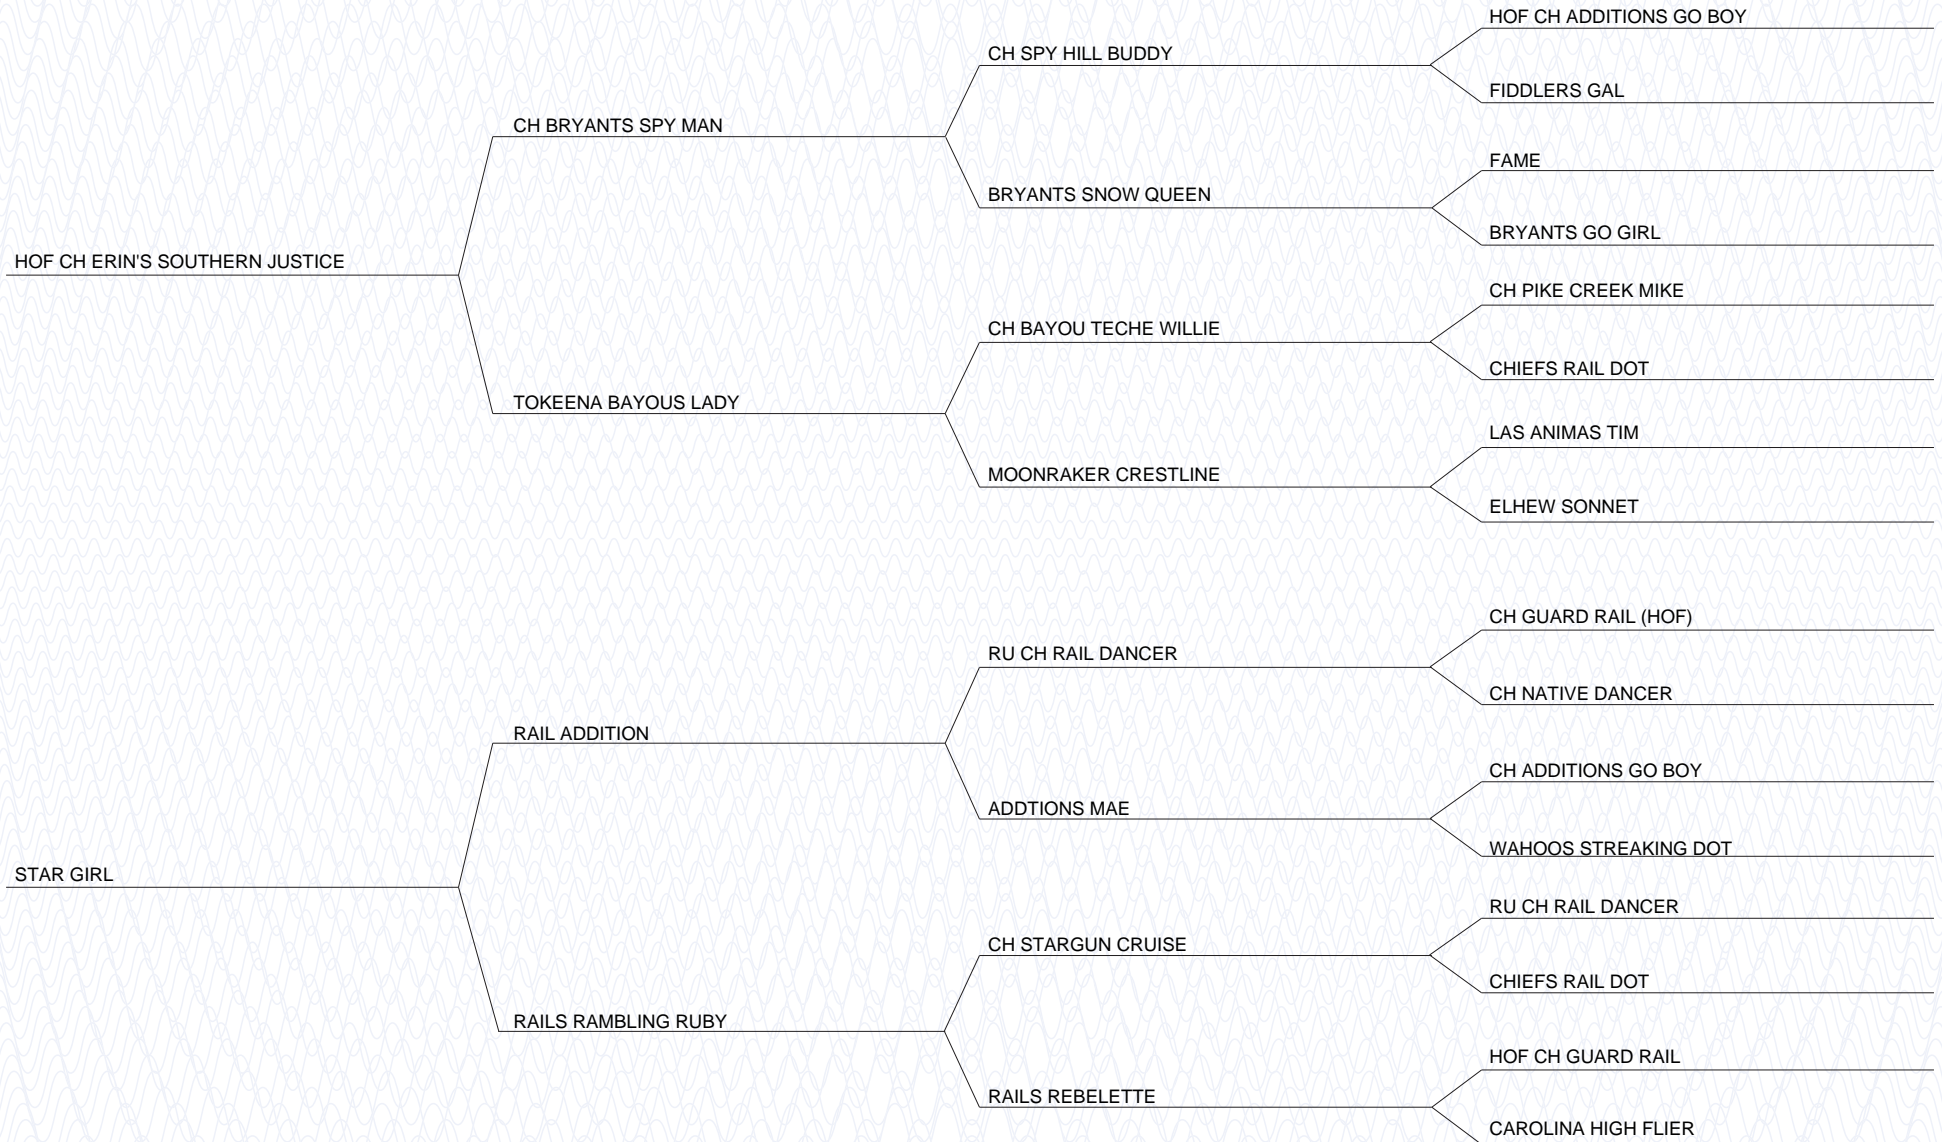 HOF CH ADDITIONS GO BOY
CH SPY HILL BUDDY
FIDDLERS GAL
CH BRYANTS SPY MAN
FAME
BRYANTS SNOW QUEEN
BRYANTS GO GIRL
HOF CH ERIN'S SOUTHERN JUSTICE
CH PIKE CREEK MIKE
CH BAYOU TECHE WILLIE
CHIEFS RAIL DOT
TOKEENA BAYOUS LADY
LAS ANIMAS TIM
MOONRAKER CRESTLINE
ELHEW SONNET
CH GUARD RAIL (HOF)
RU CH RAIL DANCER
CH NATIVE DANCER
RAIL ADDITION
CH ADDITIONS GO BOY
ADDTIONS MAE
WAHOOS STREAKING DOT
STAR GIRL
RU CH RAIL DANCER
CH STARGUN CRUISE
CHIEFS RAIL DOT
RAILS RAMBLING RUBY
HOF CH GUARD RAIL
RAILS REBELETTE
CAROLINA HIGH FLIER